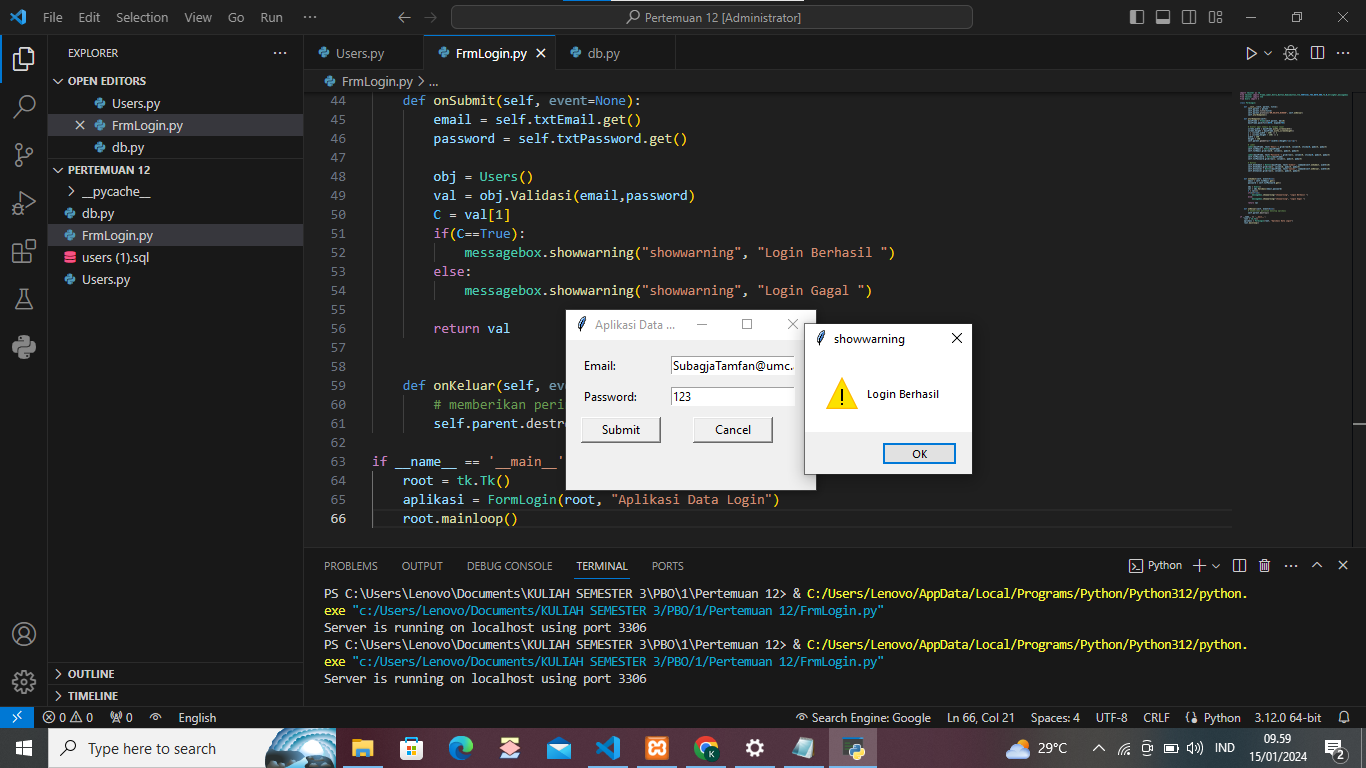 File Edit Selection View Go Run ···
Pertemuan 12 [Administrator]
EXPLORER
OPEN EDITORS
Users.py
FrmLogin.py
db.py
PERTEMUAN 12
__pycache__
db.py
FrmLogin.py
users (1).sql
Users.py
OUTLINE
TIMELINE
Users.py FrmLogin.py db.py
FrmLogin.py > ...
44 def onSubmit(self, event=None):
45 email = self.txtEmail.get()
46 password = self.txtPassword.get()
47
48 obj = Users()
49 val = obj.Validasi(email,password)
50 C = val[1]
51 if(C==True):
52 messagebox.showwarning("showwarning", "Login Berhasil ")
53 else:
54 messagebox.showwarning("showwarning", "Login Gagal ")
55
56 return val
57
58
59 def onKeluar(self, eve
60 # memberikan peri
61 self.parent.destro
62
63 if __name__ == '__main__'
64 root = tk.Tk()
65 aplikasi = FormLogin(root, "Aplikasi Data Login")
66 root.mainloop()
Aplikasi Data ...
Email:
SubagjaTamfan@umc.
Password:
123
Submit Cancel
showwarning
Login Berhasil
OK
PROBLEMS OUTPUT DEBUG CONSOLE TERMINAL PORTS
Python
PS C:\Users\Lenovo\Documents\KULIAH SEMESTER 3\PBO\1\Pertemuan 12> & C:/Users/Lenovo/AppData/Local/Programs/Python/Python312/python.
exe "c:/Users/Lenovo/Documents/KULIAH SEMESTER 3/PBO/1/Pertemuan 12/FrmLogin.py"
Server is running on localhost using port 3306
PS C:\Users\Lenovo\Documents\KULIAH SEMESTER 3\PBO\1\Pertemuan 12> & C:/Users/Lenovo/AppData/Local/Programs/Python/Python312/python.
exe "c:/Users/Lenovo/Documents/KULIAH SEMESTER 3/PBO/1/Pertemuan 12/FrmLogin.py"
Server is running on localhost using port 3306
0 0 0 English
Search Engine: Google Ln 66, Col 21 Spaces: 4 UTF-8 CRLF Python 3.12.0 64-bit
Type here to search
29°C
IND
09.59
15/01/2024
2